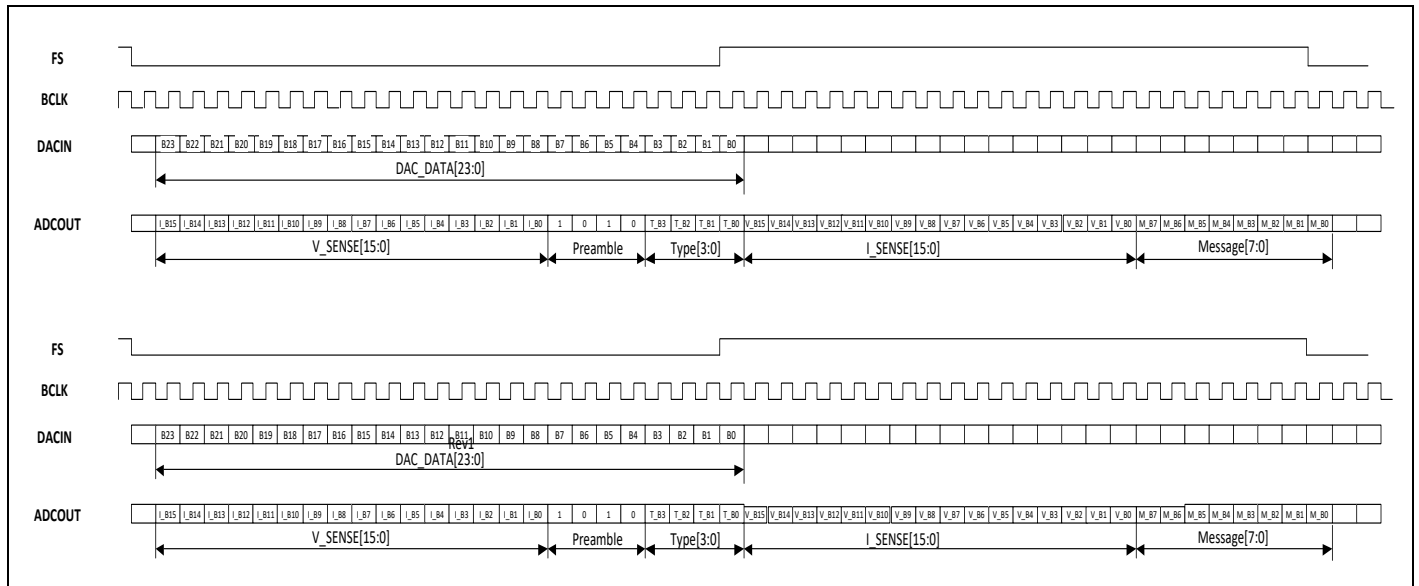 FS
BCLK
DACIN B23 B22 B21 B20 B19 B18 B17 B16 B15 B14 B13 B12 B11 B10 B9 B8 B7 B6 B5 B4 B3 B2 B1 B0
DAC_DATA[23:0]
ADCOUT I_B15 I_B14 I_B13 I_B12 I_B11 I_B10 I_B9 I_B8 I_B7 I_B6 I_B5 I_B4 I_B3 I_B2 I_B1 I_B0 1 0 1 0 T_B3 T_B2 T_B1 T_B0 V_B15 V_B14 V_B13 V_B12 V_B11 V_B10 V_B9 V_B8 V_B7 V_B6 V_B5 V_B4 V_B3 V_B2 V_B1 V_B0 M_B7 M_B6 M_B5 M_B4 M_B3 M_B2 M_B1 M_B0
V_SENSE[15:0] Preamble Type[3:0] I_SENSE[15:0] Message[7:0]
FS
BCLK
DACIN B23 B22 B21 B20 B19 B18 B17 B16 B15 B14 B13 B12 B11 B10 B9 B8 B7 B6 B5 B4 B3 B2 B1 B0
Rev1
DAC_DATA[23:0]
ADCOUT I_B15 I_B14 I_B13 I_B12 I_B11 I_B10 I_B9 I_B8 I_B7 I_B6 I_B5 I_B4 I_B3 I_B2 I_B1 I_B0 1 0 1 0 T_B3 T_B2 T_B1 T_B0 V_B15 V_B14 V_B13 V_B12 V_B11 V_B10 V_B9 V_B8 V_B7 V_B6 V_B5 V_B4 V_B3 V_B2 V_B1 V_B0 M_B7 M_B6 M_B5 M_B4 M_B3 M_B2 M_B1 M_B0
V_SENSE[15:0] Preamble Type[3:0] I_SENSE[15:0] Message[7:0]